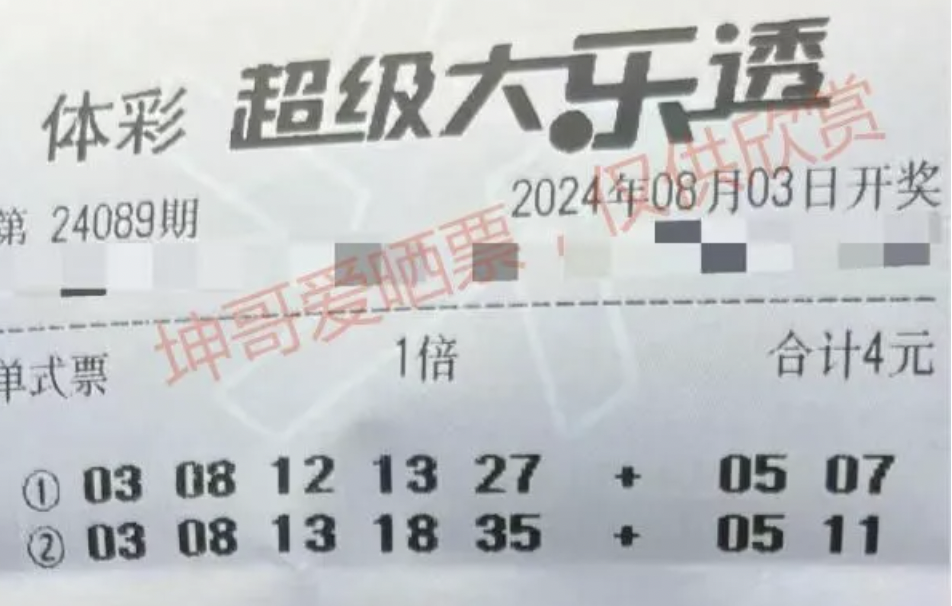 体彩 超级大乐透
第 24089期 2024年08月03日开奖
坤哥爱晒票，仅供欣赏
单式票 1倍 合计4元
① 03 08 12 13 27 + 05 07
② 03 08 13 18 35 + 05 11